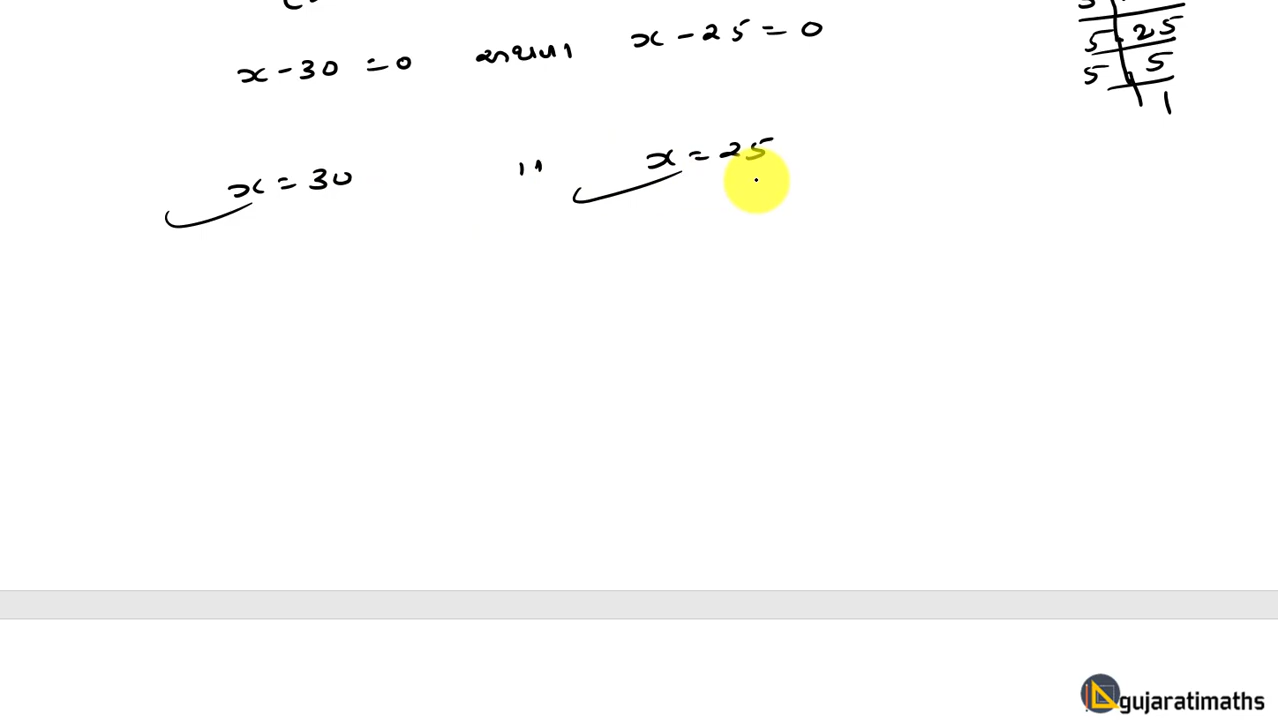 x - 30 = 0 અથવા x - 25 = 0
x = 30 '' x = 25
5 25
5 5
1
gujaratimaths